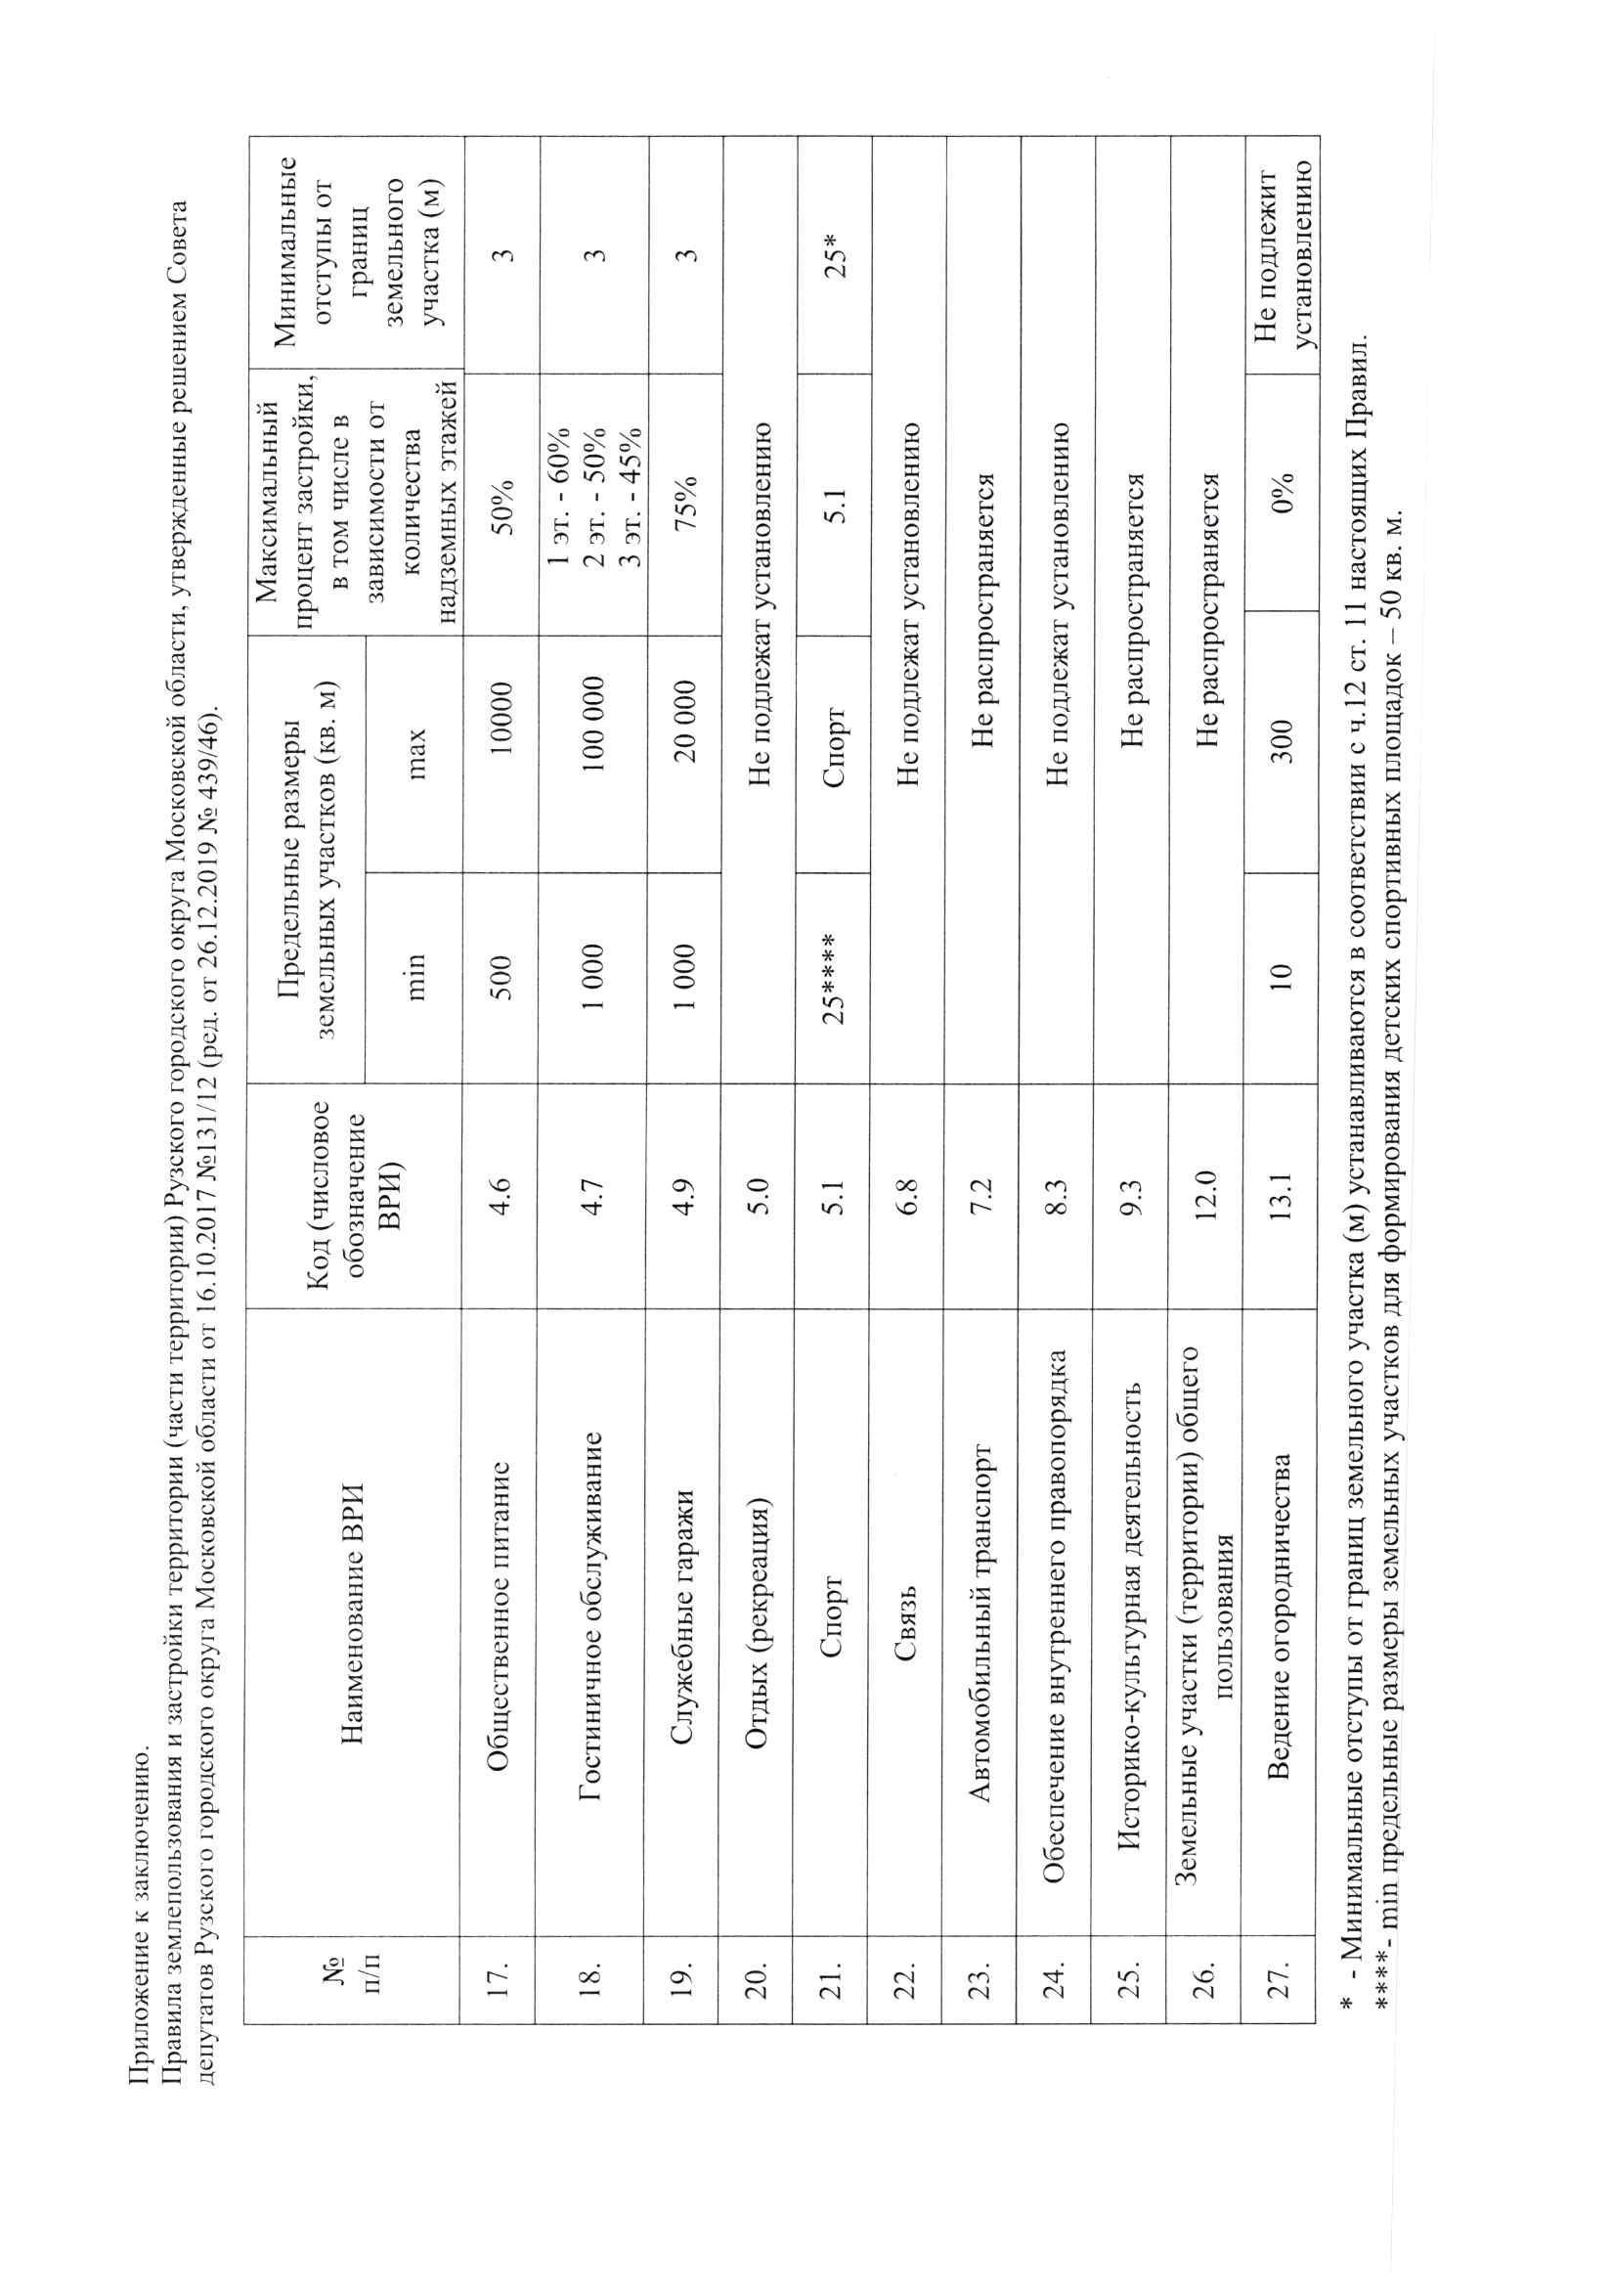 Приложение к заключению.
Правила землепользования и застройки территории (части территории) Рузского городского округа Московской области, утвержденные решением Совета
депутатов Рузского городского округа Московской области от 16.10.2017 №131/12 (ред. от 26.12.2019 № 439/46).
№
п/п
Наименование ВРИ
Код (числовое
обозначение
ВРИ)
Предельные размеры
земельных участков (кв. м)
min
max
Максимальный
процент застройки,
в том числе в
зависимости от
количества
надземных этажей
Минимальные
отступы от
границ
земельного
участка (м)
17. Общественное питание 4.6 500 10000 50% 3
18. Гостиничное обслуживание 4.7 1 000 100 000 1 эт. - 60%
2 эт. - 50%
3 эт. - 45%
3
19. Служебные гаражи 4.9 1 000 20 000 75% 3
20. Отдых (рекреация) 5.0 Не подлежат установлению
21. Спорт 5.1 25**** Спорт 5.1 25*
22. Связь 6.8 Не подлежат установлению
23. Автомобильный транспорт 7.2 Не распространяется
24. Обеспечение внутреннего правопорядка 8.3 Не подлежат установлению
25. Историко-культурная деятельность 9.3 Не распространяется
26. Земельные участки (территории) общего
пользования
12.0 Не распространяется
27. Ведение огородничества 13.1 10 300 0% Не подлежит
установлению
* - Минимальные отступы от границ земельного участка (м) устанавливаются в соответствии с ч.12 ст. 11 настоящих Правил.
****- min предельные размеры земельных участков для формирования детских спортивных площадок – 50 кв. м.